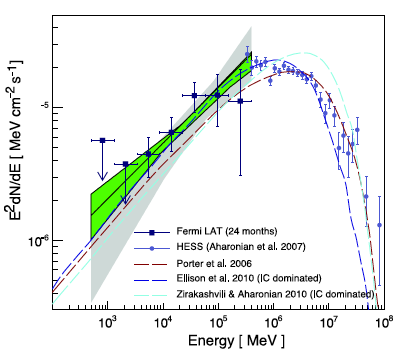 E²dN/dE [ MeV cm⁻² s⁻¹]
10⁻⁵
10⁻⁶
Fermi LAT (24 months)
HESS (Aharonian et al. 2007)
Porter et al. 2006
Ellison et al. 2010 (IC dominated)
Zirakashvili & Aharonian 2010 (IC dominated)
10³ 10⁴ 10⁵ 10⁶ 10⁷ 10⁸
Energy [ MeV]